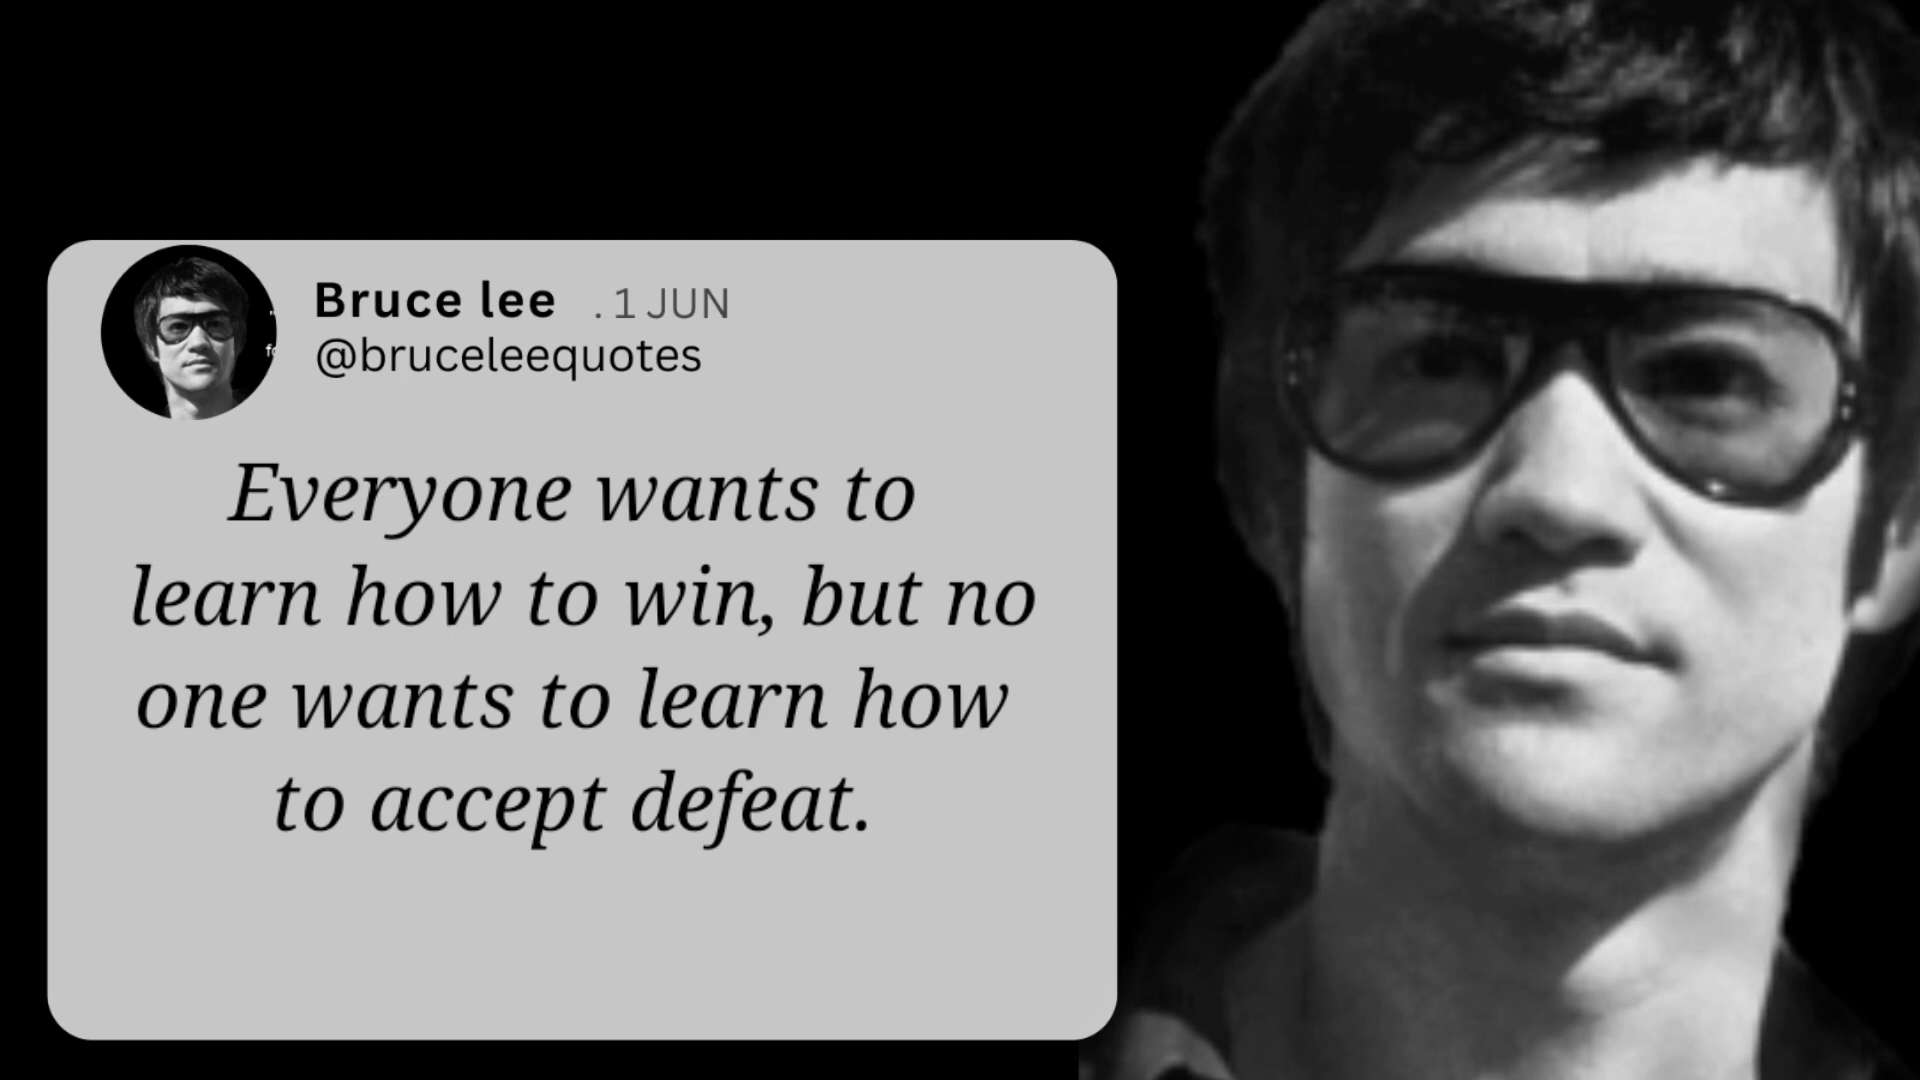 Bruce lee . 1 JUN
@bruceleequotes
Everyone wants to
learn how to win, but no
one wants to learn how
to accept defeat.